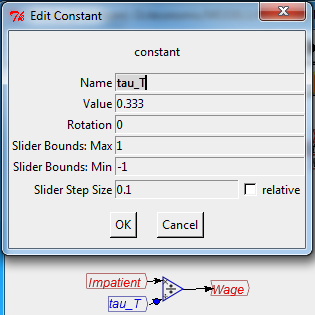 Edit Constant
constant
Name tau_T
Value 0.333
Rotation 0
Slider Bounds: Max 1
Slider Bounds: Min -1
Slider Step Size 0.1 relative
OK Cancel
Impatient
tau_T
Wage